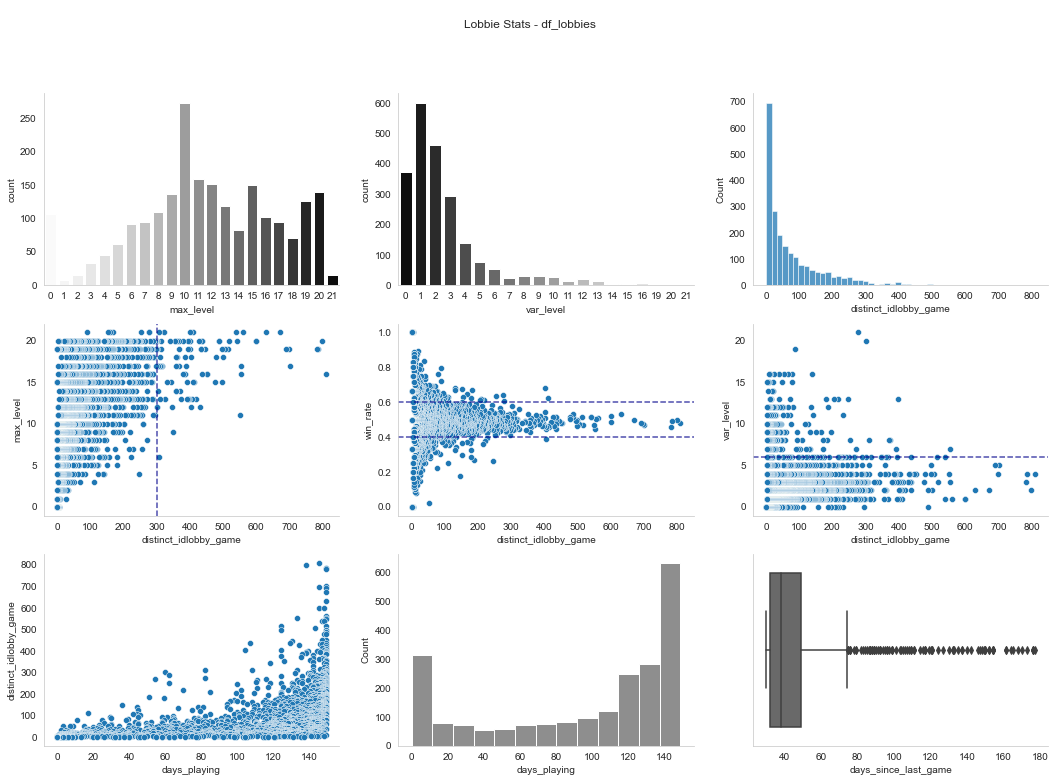 Lobbie Stats - df_lobbies
250
200
150
100
50
0
count
0 1 2 3 4 5 6 7 8 9 10 11 12 13 14 15 16 17 18 19 20 21
max_level
600
500
400
300
200
100
0
count
0 1 2 3 4 5 6 7 8 9 10 11 12 13 14 15 16 19 20 21
var_level
700
600
500
400
300
200
100
0
Count
0 100 200 300 400 500 600 700 800
distinct_idlobby_game
20
15
10
5
0
max_level
0 100 200 300 400 500 600 700 800
distinct_idlobby_game
1.0
0.8
0.6
0.4
0.2
0.0
win_rate
0 100 200 300 400 500 600 700 800
distinct_idlobby_game
20
15
10
5
0
var_level
0 100 200 300 400 500 600 700 800
distinct_idlobby_game
800
700
600
500
400
300
200
100
0
distinct_idlobby_game
0 20 40 60 80 100 120 140
days_playing
600
500
400
300
200
100
0
Count
0 20 40 60 80 100 120 140
days_playing
40 60 80 100 120 140 160 180
days_since_last_game